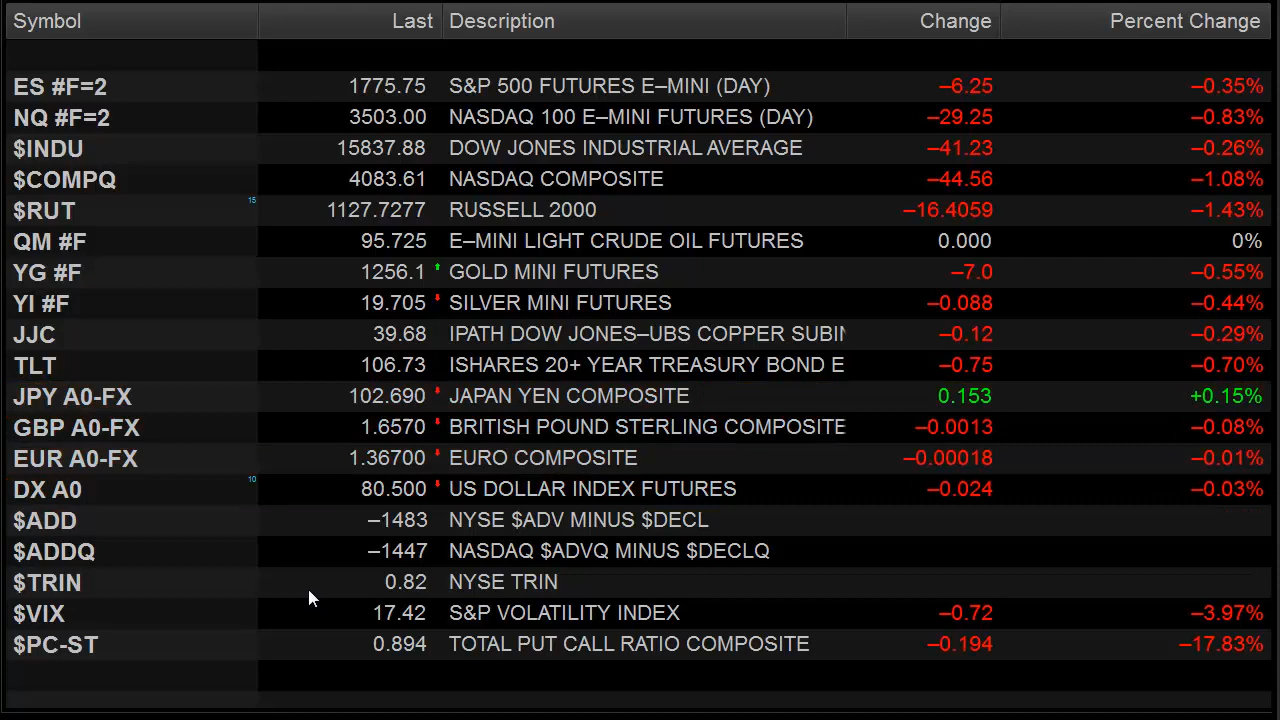 Symbol Last Description Change Percent Change
ES #F=2 1775.75 S&P 500 FUTURES E–MINI (DAY) –6.25 –0.35%
NQ #F=2 3503.00 NASDAQ 100 E–MINI FUTURES (DAY) –29.25 –0.83%
$INDU 15837.88 DOW JONES INDUSTRIAL AVERAGE –41.23 –0.26%
$COMPQ 4083.61 NASDAQ COMPOSITE –44.56 –1.08%
$RUT 15 1127.7277 RUSSELL 2000 –16.4059 –1.43%
QM #F 95.725 E–MINI LIGHT CRUDE OIL FUTURES 0.000 0%
YG #F 1256.1 GOLD MINI FUTURES –7.0 –0.55%
YI #F 19.705 SILVER MINI FUTURES –0.088 –0.44%
JJC 39.68 IPATH DOW JONES–UBS COPPER SUBIN –0.12 –0.29%
TLT 106.73 ISHARES 20+ YEAR TREASURY BOND E –0.75 –0.70%
JPY A0-FX 102.690 JAPAN YEN COMPOSITE 0.153 +0.15%
GBP A0-FX 1.6570 BRITISH POUND STERLING COMPOSITE –0.0013 –0.08%
EUR A0-FX 1.36700 EURO COMPOSITE –0.00018 –0.01%
DX A0 10 80.500 US DOLLAR INDEX FUTURES –0.024 –0.03%
$ADD –1483 NYSE $ADV MINUS $DECL
$ADDQ –1447 NASDAQ $ADVQ MINUS $DECLQ
$TRIN 0.82 NYSE TRIN
$VIX 17.42 S&P VOLATILITY INDEX –0.72 –3.97%
$PC-ST 0.894 TOTAL PUT CALL RATIO COMPOSITE –0.194 –17.83%